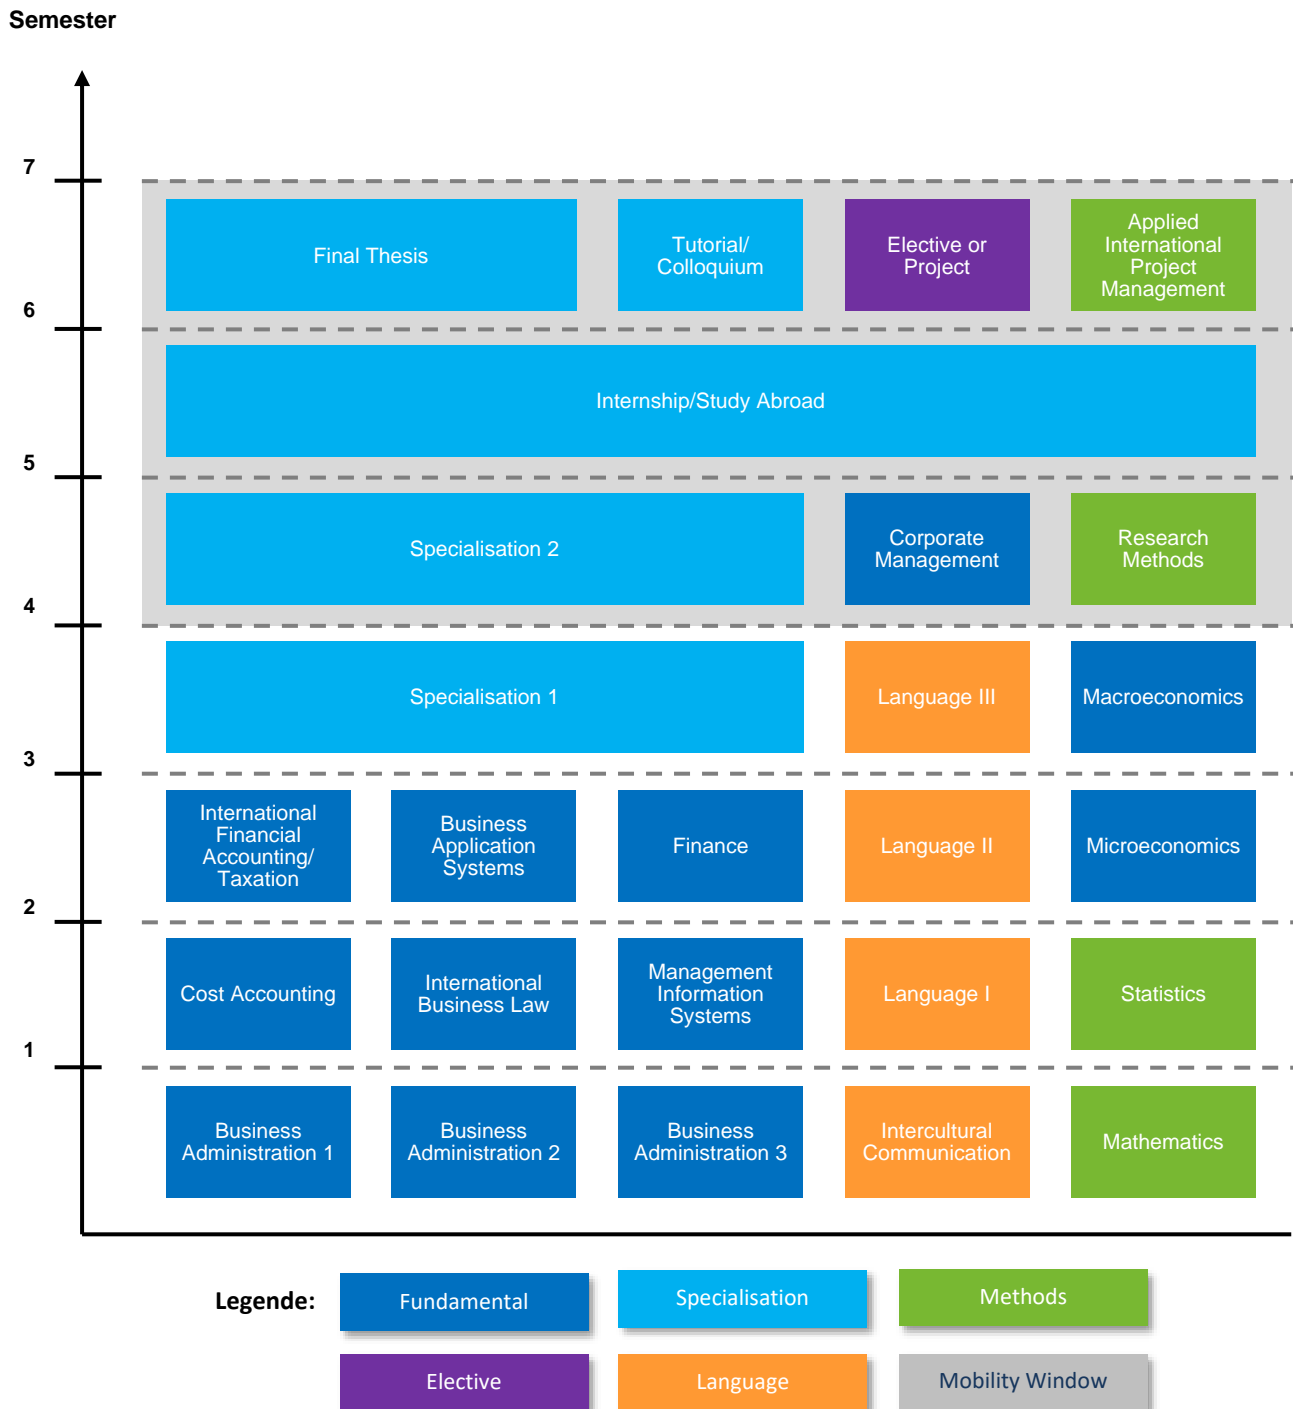 Semester
7
Final Thesis
Tutorial/
Colloquium
Elective or
Project
Applied
International
Project
Management
6
Internship/Study Abroad
5
Specialisation 2
Corporate
Management
Research
Methods
4
Specialisation 1
Language III
Macroeconomics
3
International
Financial
Accounting/
Taxation
Business
Application
Systems
Finance
Language II
Microeconomics
2
Cost Accounting
International
Business Law
Management
Information
Systems
Language I
Statistics
1
Business
Administration 1
Business
Administration 2
Business
Administration 3
Intercultural
Communication
Mathematics
Legende:
Fundamental
Specialisation
Methods
Elective
Language
Mobility Window